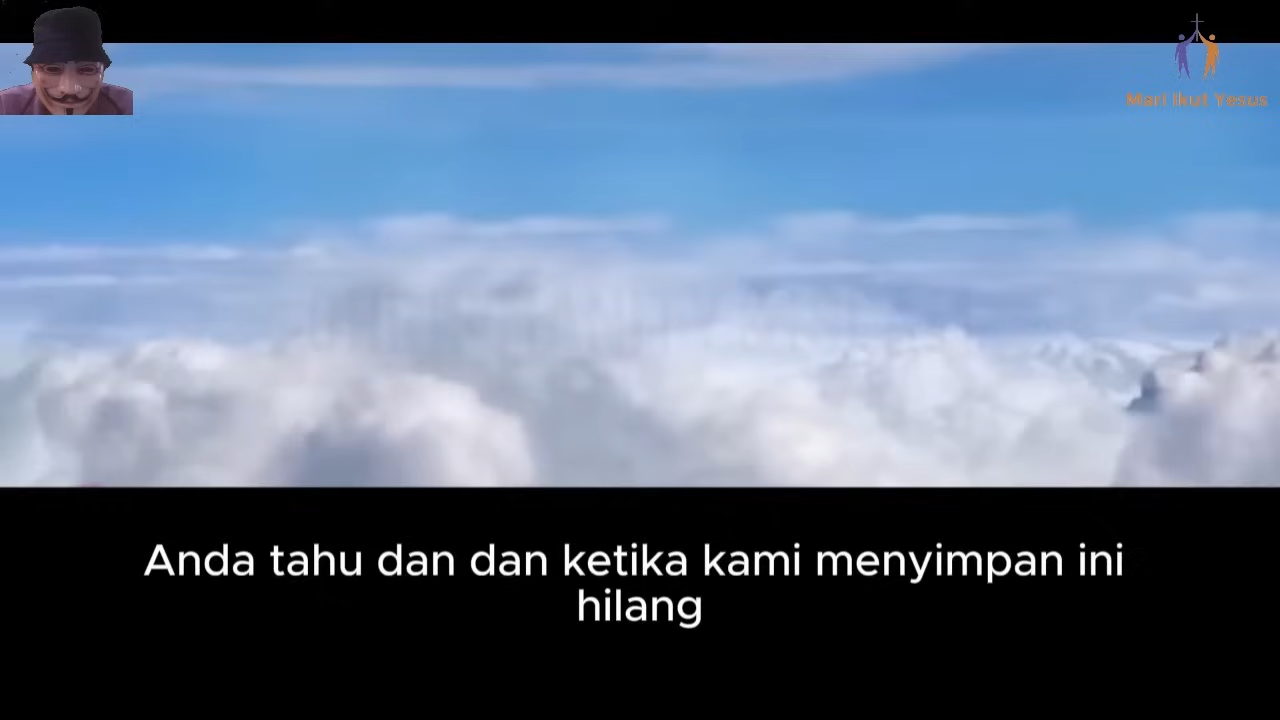 Mari Ikut Yesus
Anda tahu dan dan ketika kami menyimpan ini
hilang